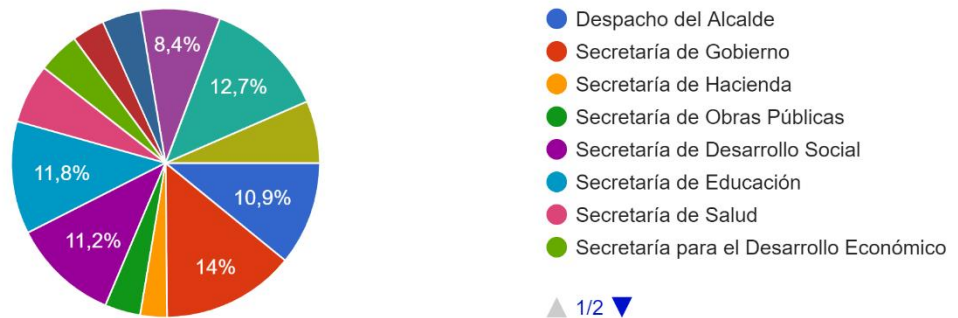 8,4%
12,7%
11,8%
10,9%
11,2%
14%
Despacho del Alcalde
Secretaría de Gobierno
Secretaría de Hacienda
Secretaría de Obras Públicas
Secretaría de Desarrollo Social
Secretaría de Educación
Secretaría de Salud
Secretaría para el Desarrollo Económico
1/2